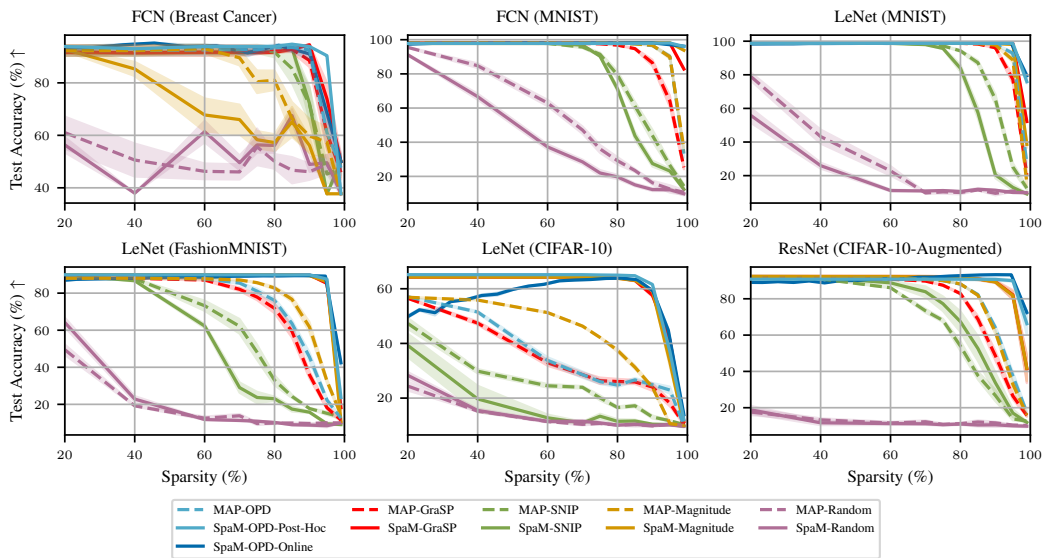 FCN (Breast Cancer)
FCN (MNIST)
LeNet (MNIST)
Test Accuracy (%) ↑
80
60
40
20 40 60 80 100
100
80
60
40
20
20 40 60 80 100
100
80
60
40
20
20 40 60 80 100
LeNet (FashionMNIST)
LeNet (CIFAR-10)
ResNet (CIFAR-10-Augmented)
Test Accuracy (%) ↑
80
60
40
20
20 40 60 80 100
60
40
20
20 40 60 80 100
80
60
40
20
20 40 60 80 100
Sparsity (%)
Sparsity (%)
Sparsity (%)
MAP-OPD MAP-GraSP MAP-SNIP MAP-Magnitude MAP-Random
SpaM-OPD-Post-Hoc SpaM-GraSP SpaM-SNIP SpaM-Magnitude SpaM-Random
SpaM-OPD-Online